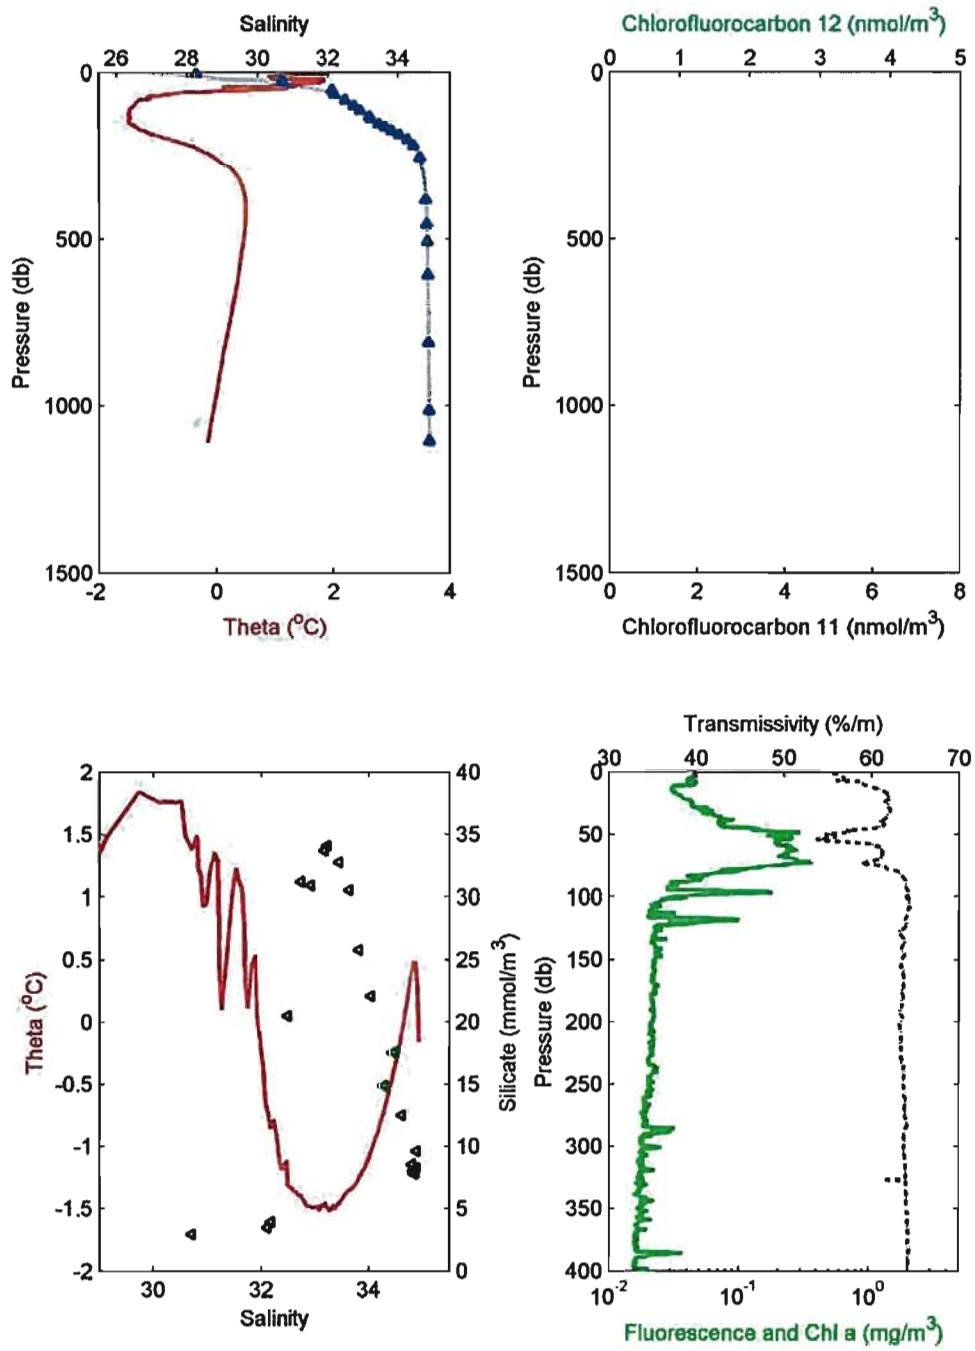 Salinity
26 28 30 32 34
0
500
1000
1500
Pressure (db)
-2 0 2 4
Theta (°C)
Chlorofluorocarbon 12 (nmol/m³)
0 1 2 3 4 5
0
500
1000
1500
Pressure (db)
0 2 4 6 8
Chlorofluorocarbon 11 (nmol/m³)
2
1.5
1
0.5
0
-0.5
-1
-1.5
-2
Theta (°C)
40
35
30
25
20
15
10
5
0
Silicate (mmol/m³)
30 32 34
Salinity
Transmissivity (%/m)
30 40 50 60 70
0
50
100
150
200
250
300
350
400
Pressure (db)
10⁻² 10⁻¹ 10⁰
Fluorescence and Chl a (mg/m³)